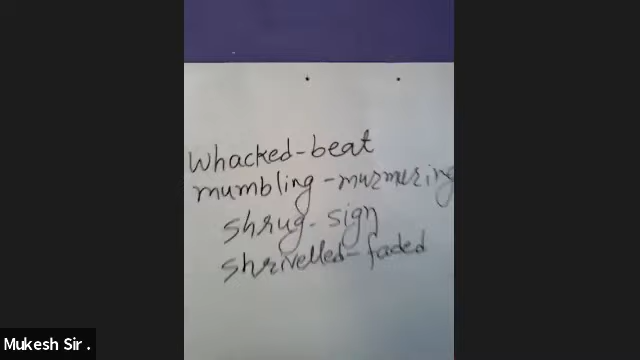 whacked-beat
mumbling-murmuring
shrug-sign
shrivelled-faded
Mukesh Sir .